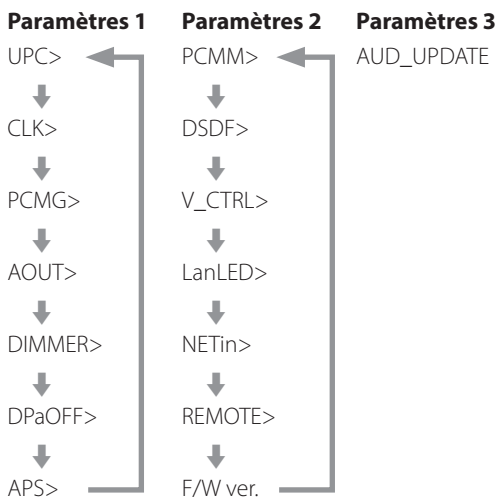 Paramètres 1
UPC>
CLK>
PCMG>
AOUT>
DIMMER>
DPaOFF>
APS>
Paramètres 2
PCMM>
DSDF>
V_CTRL>
LanLED>
NETin>
REMOTE>
F/W ver.
Paramètres 3
AUD_UPDATE